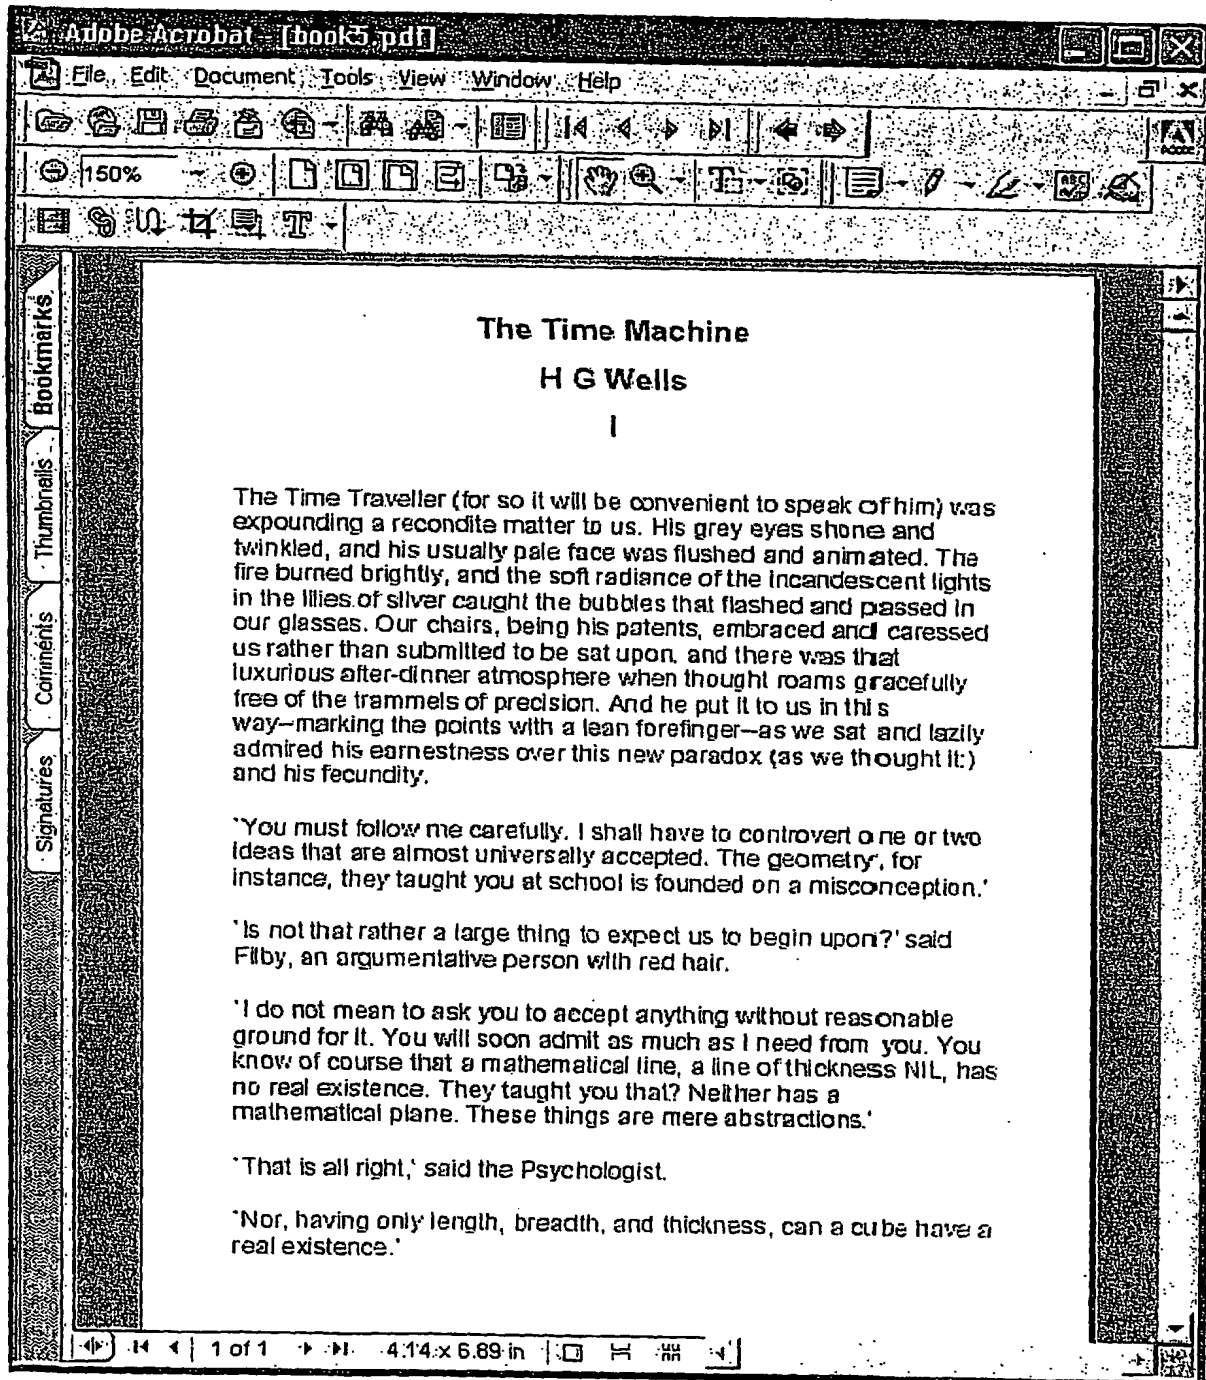 Adobe Acrobat - [book5.pdf]
File Edit Document Tools View Window Help
150%
Bookmarks
Thumbnails
Comments
Signatures
The Time Machine
H G Wells
I
The Time Traveller (for so it will be convenient to speak of him) was
expounding a recondite matter to us. His grey eyes shone and
twinkled, and his usually pale face was flushed and animated. The
fire burned brightly, and the soft radiance of the incandescent lights
in the lilies of silver caught the bubbles that flashed and passed in
our glasses. Our chairs, being his patents, embraced and caressed
us rather than submitted to be sat upon, and there was that
luxurious after-dinner atmosphere when thought roams gracefully
free of the trammels of precision. And he put it to us in this
way--marking the points with a lean forefinger--as we sat and lazily
admired his earnestness over this new paradox (as we thought it:)
and his fecundity.
`You must follow me carefully. I shall have to controvert one or two
ideas that are almost universally accepted. The geometry, for
instance, they taught you at school is founded on a misconception.'
`Is not that rather a large thing to expect us to begin upon?' said
Filby, an argumentative person with red hair.
`I do not mean to ask you to accept anything without reasonable
ground for it. You will soon admit as much as I need from you. You
know of course that a mathematical line, a line of thickness NIL, has
no real existence. They taught you that? Neither has a
mathematical plane. These things are mere abstractions.'
`That is all right,' said the Psychologist.
`Nor, having only length, breadth, and thickness, can a cube have a
real existence.'
1 of 1 4.14 x 6.89 in